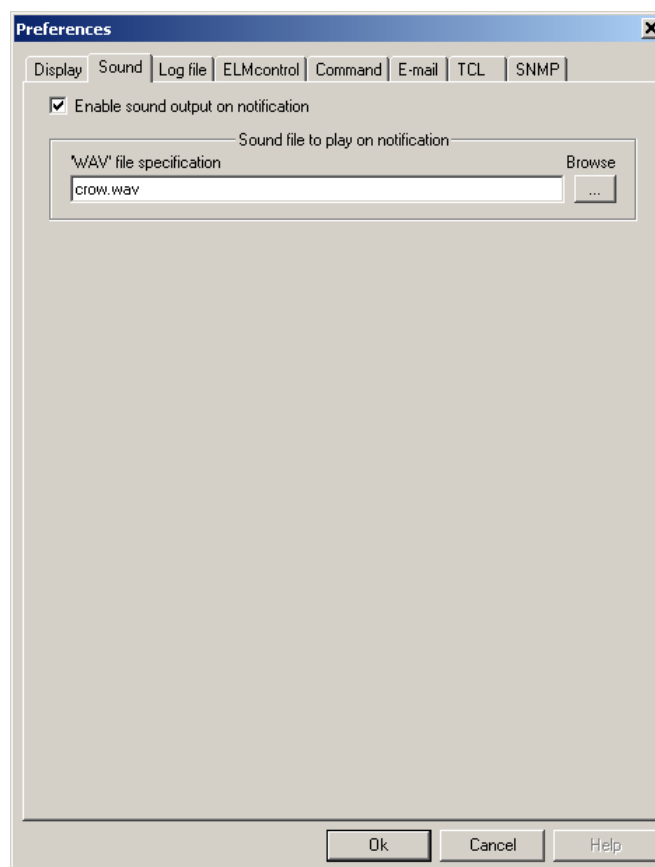 Preferences
Display Sound Log file ELMcontrol Command E-mail TCL SNMP
Enable sound output on notification
Sound file to play on notification
'WAV' file specification Browse
crow.wav ...
Ok Cancel Help